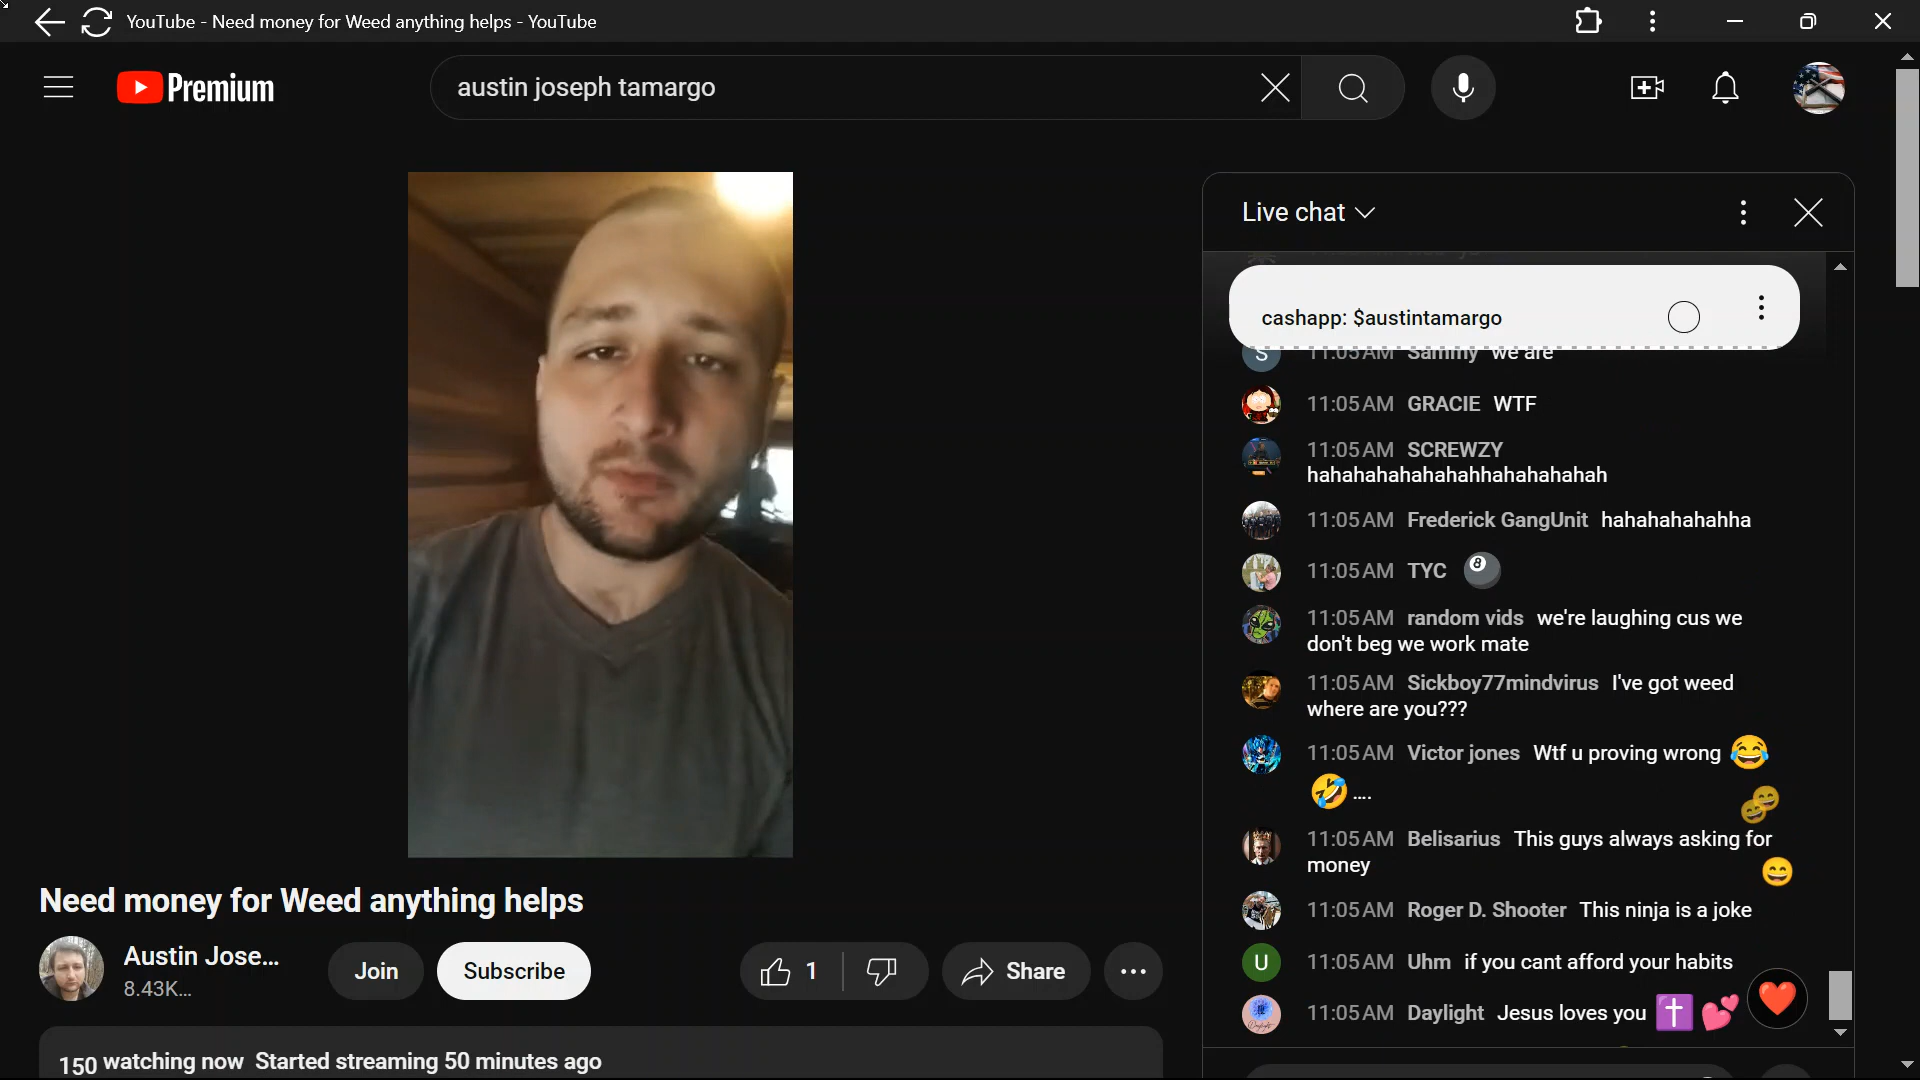 YouTube - Need money for Weed anything helps - YouTube
Premium
austin joseph tamargo
Live chat
cashapp: $austintamargo
S 11:05 AM Sammy we are
11:05 AM GRACIE WTF
11:05 AM SCREWZY
hahahahahahahahhahahahahah
11:05 AM Frederick GangUnit hahahahahahha
11:05 AM TYC 🎱
11:05 AM random vids we're laughing cus we
don't beg we work mate
11:05 AM Sickboy77mindvirus I've got weed
where are you???
11:05 AM Victor jones Wtf u proving wrong 😂
🤣 ....
11:05 AM Belisarius This guys always asking for
money
11:05 AM Roger D. Shooter This ninja is a joke
U 11:05 AM Uhm if you cant afford your habits
11:05 AM Daylight Jesus loves you ✝️ 💕
Need money for Weed anything helps
Austin Jose...
8.43K...
Join
Subscribe
1
Share
150 watching now Started streaming 50 minutes ago